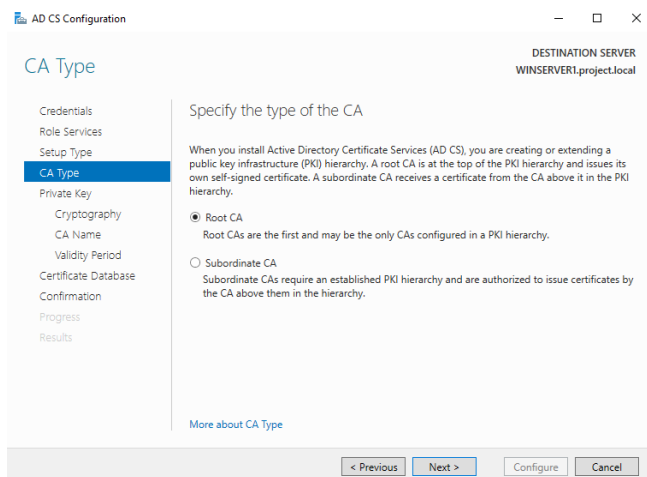 AD CS Configuration
DESTINATION SERVER
WINSERVER1.project.local
CA Type
Credentials
Role Services
Setup Type
CA Type
Private Key
Cryptography
CA Name
Validity Period
Certificate Database
Confirmation
Progress
Results
Specify the type of the CA
When you install Active Directory Certificate Services (AD CS), you are creating or extending a
public key infrastructure (PKI) hierarchy. A root CA is at the top of the PKI hierarchy and issues its
own self-signed certificate. A subordinate CA receives a certificate from the CA above it in the PKI
hierarchy.
Root CA
Root CAs are the first and may be the only CAs configured in a PKI hierarchy.
Subordinate CA
Subordinate CAs require an established PKI hierarchy and are authorized to issue certificates by
the CA above them in the hierarchy.
More about CA Type
< Previous Next > Configure Cancel